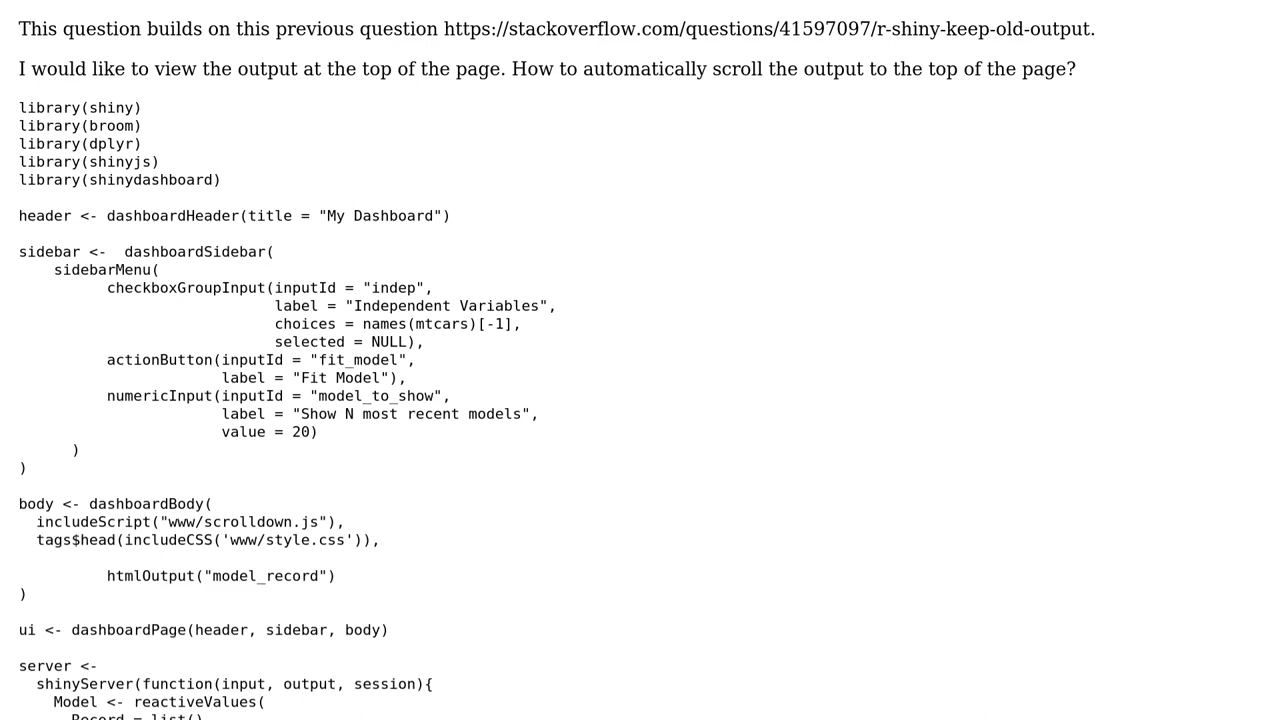 This question builds on this previous question https://stackoverflow.com/questions/41597097/r-shiny-keep-old-output.
I would like to view the output at the top of the page. How to automatically scroll the output to the top of the page?
library(shiny)
library(broom)
library(dplyr)
library(shinyjs)
library(shinydashboard)
header <- dashboardHeader(title = "My Dashboard")
sidebar <-  dashboardSidebar(
    sidebarMenu(
          checkboxGroupInput(inputId = "indep",
                             label = "Independent Variables",
                             choices = names(mtcars)[-1],
                             selected = NULL),
          actionButton(inputId = "fit_model",
                       label = "Fit Model"),
          numericInput(inputId = "model_to_show",
                       label = "Show N most recent models",
                       value = 20)
      )
)
body <- dashboardBody(
  includeScript("www/scrolldown.js"),
  tags$head(includeCSS('www/style.css')),
          htmlOutput("model_record")
)
ui <- dashboardPage(header, sidebar, body)
server <-
  shinyServer(function(input, output, session){
    Model <- reactiveValues(
      Record = list()